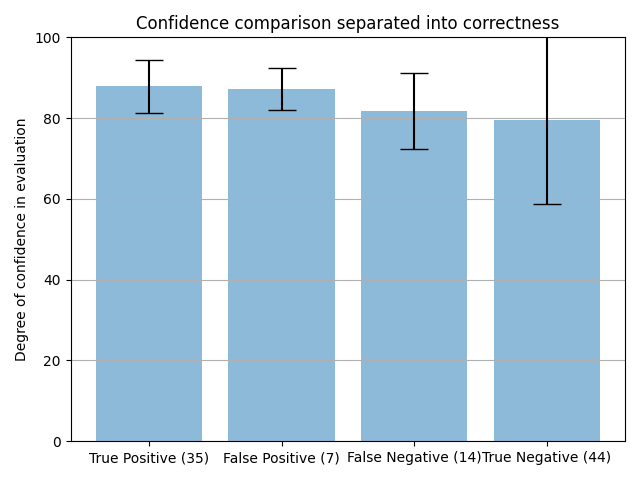 Confidence comparison separated into correctness
Degree of confidence in evaluation
100
80
60
40
20
0
True Positive (35) False Positive (7) False Negative (14) True Negative (44)